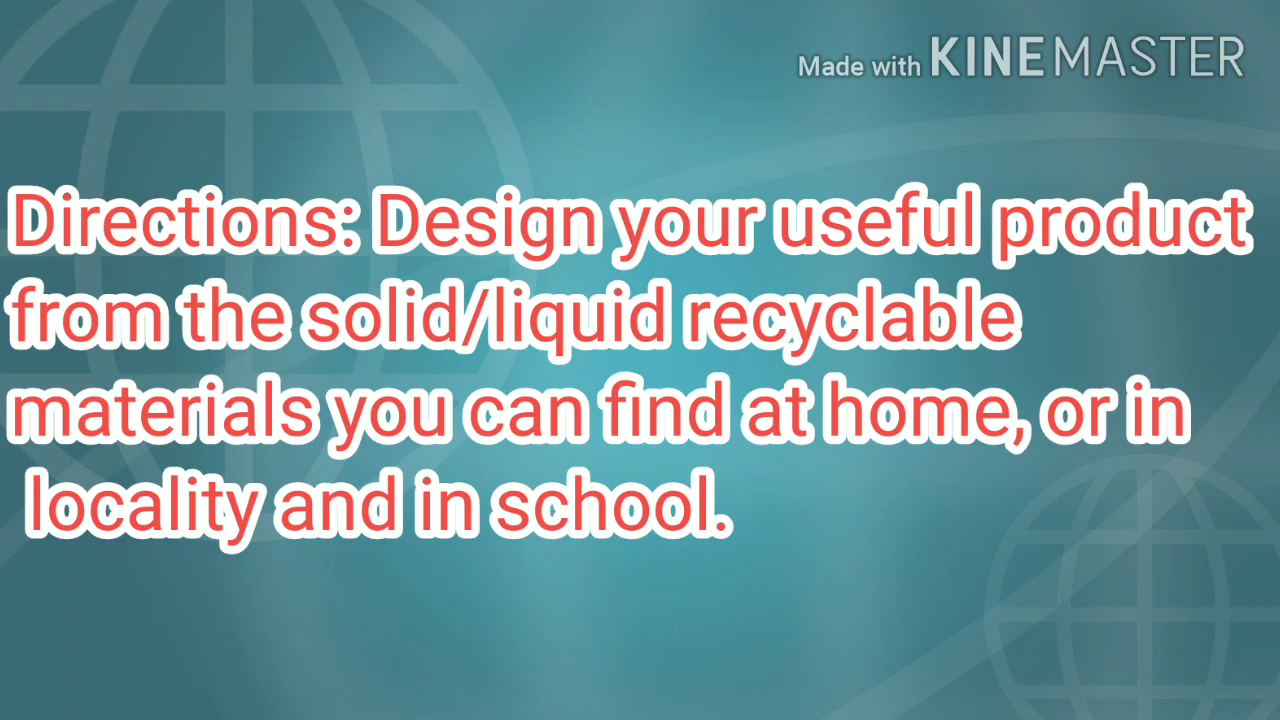 Made with KINEMASTER
Directions: Design your useful product
from the solid/liquid recyclable
materials you can find at home, or in
locality and in school.